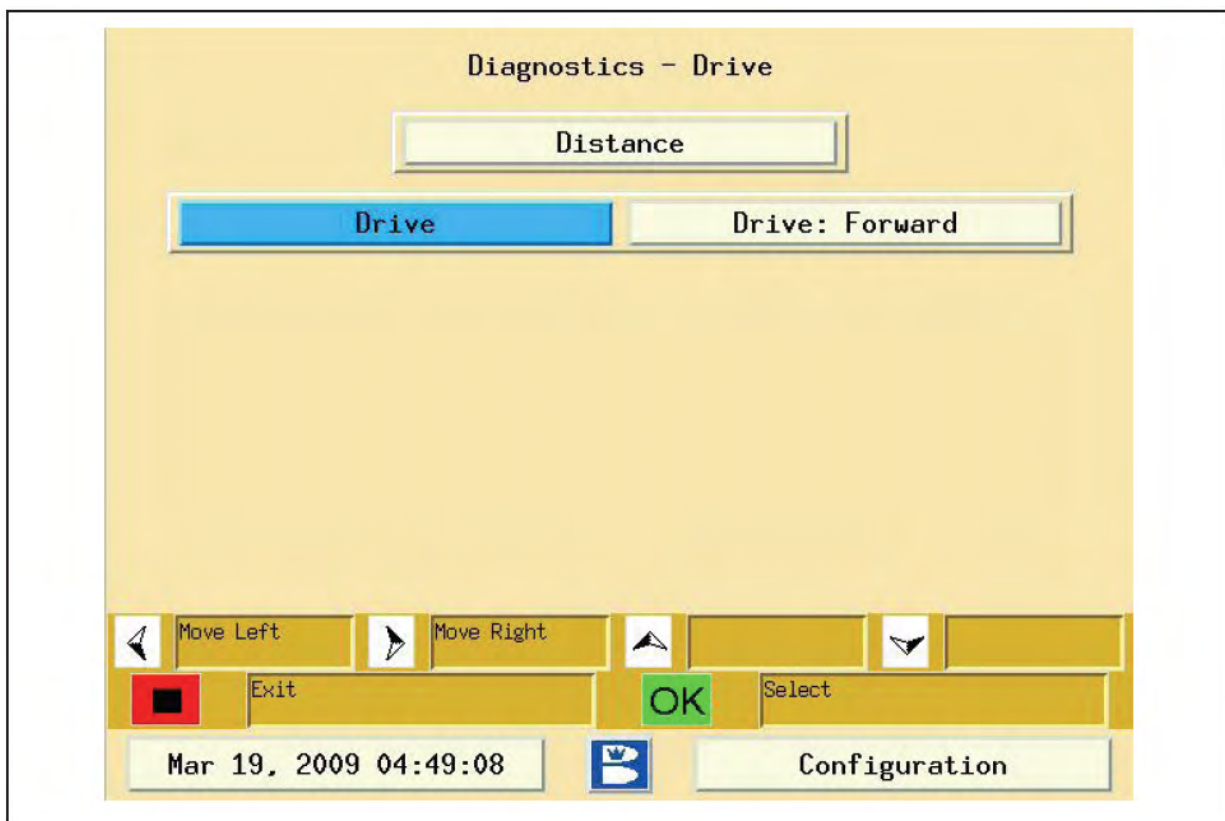 Diagnostics - Drive
Distance
Drive
Drive: Forward
Move Left
Move Right
Exit
OK
Select
Mar 19, 2009 04:49:08
B
Configuration